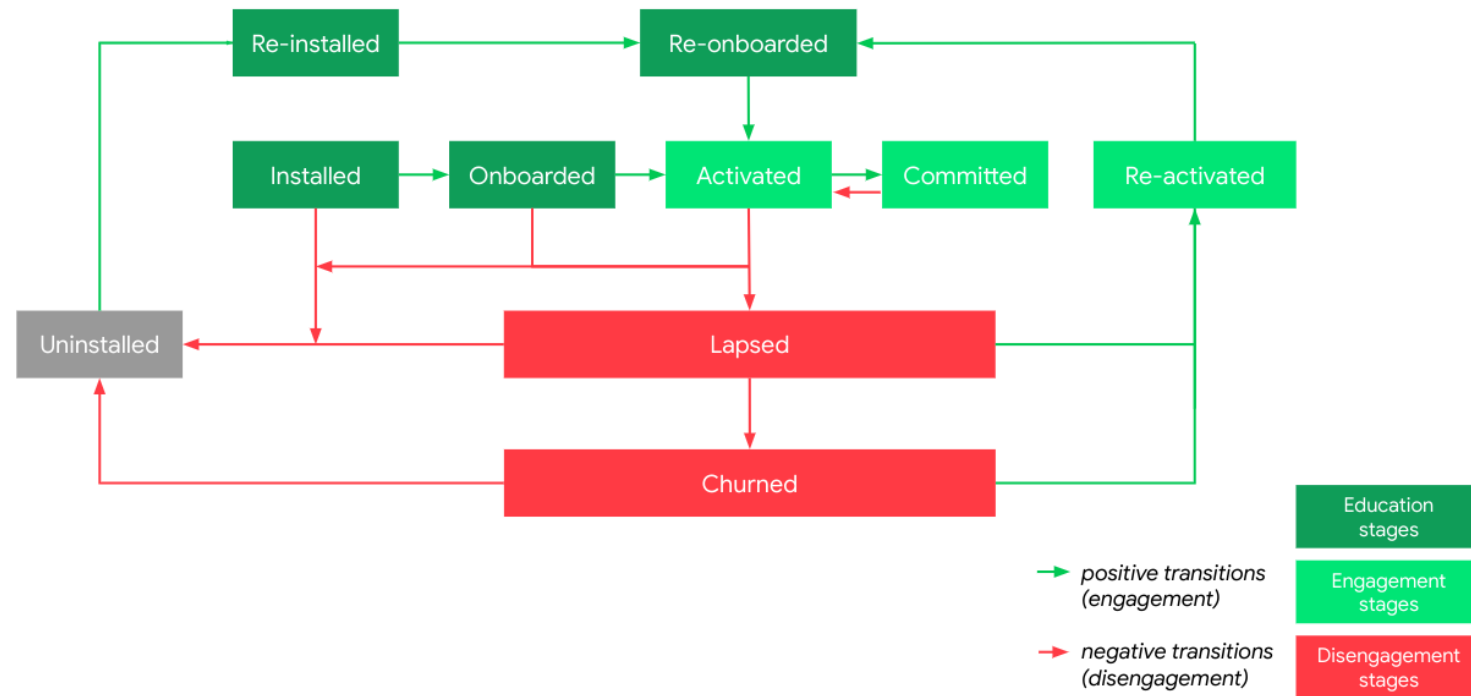 Re-installed
Re-onboarded
Installed
Onboarded
Activated
Committed
Re-activated
Uninstalled
Lapsed
Churned
positive transitions
(engagement)
negative transitions
(disengagement)
Education
stages
Engagement
stages
Disengagement
stages